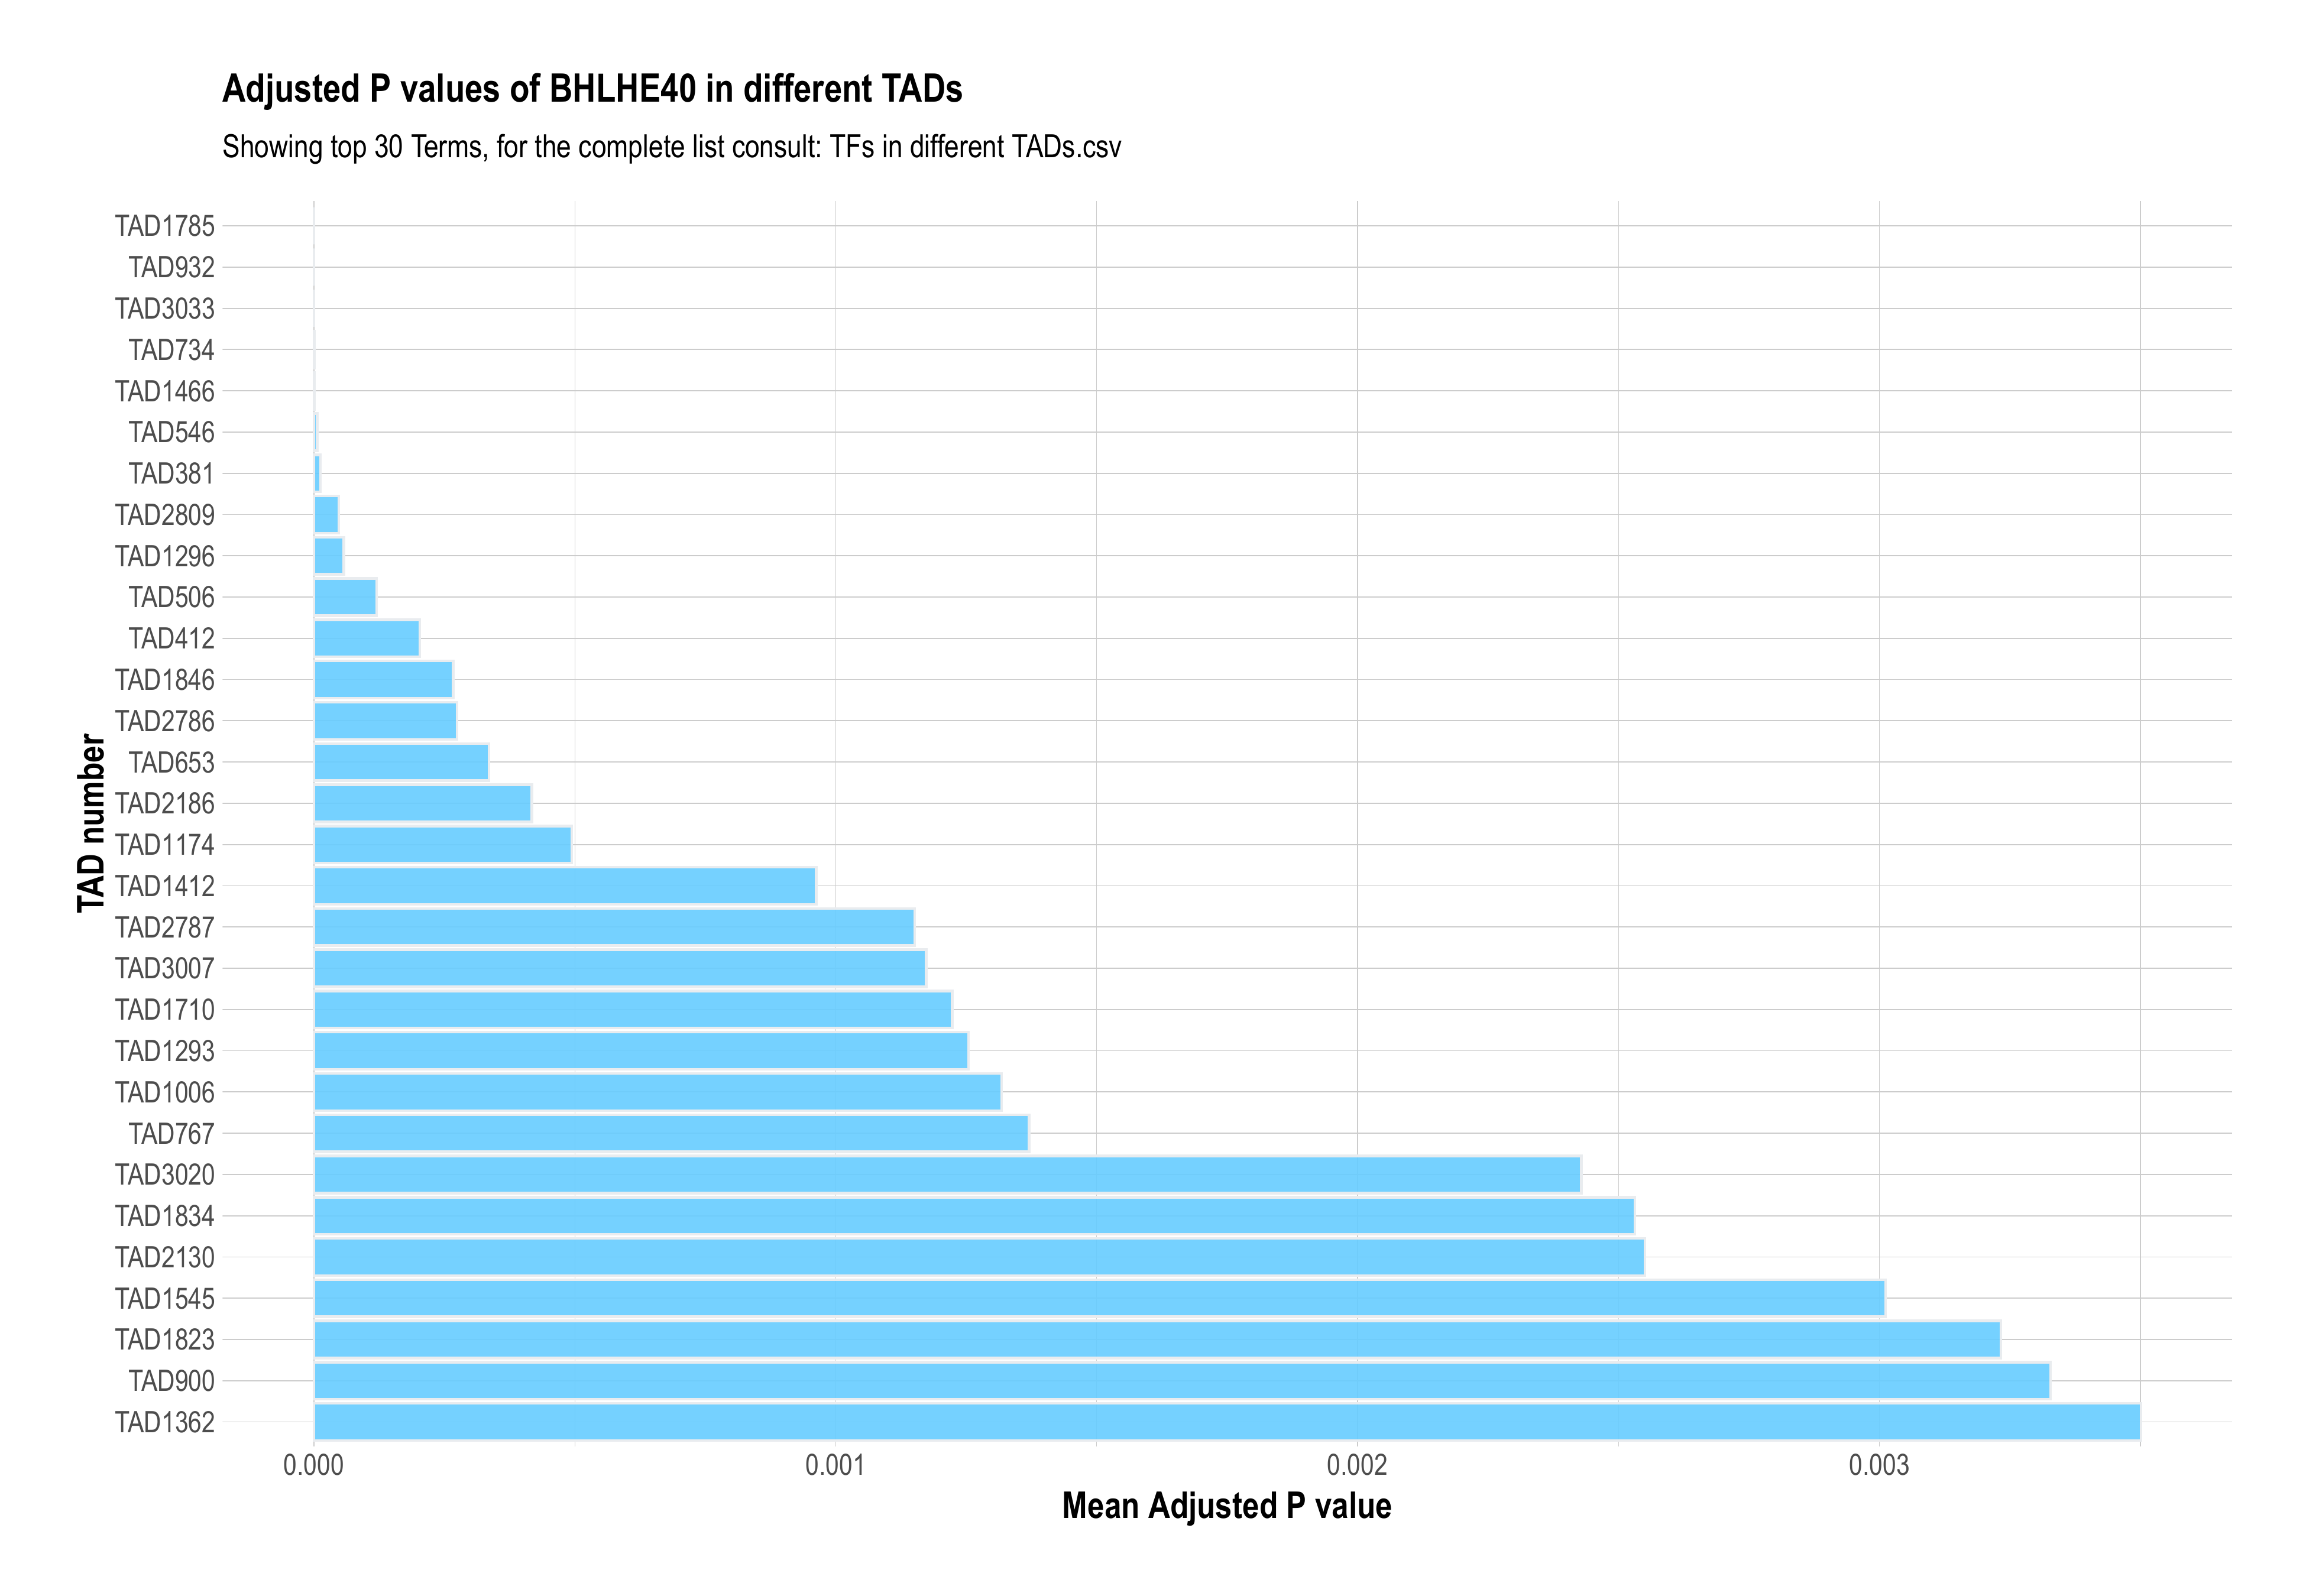 Adjusted P values of BHLHE40 in different TADs
Showing top 30 Terms, for the complete list consult: TFs in different TADs.csv
TAD number
TAD1785
TAD932
TAD3033
TAD734
TAD1466
TAD546
TAD381
TAD2809
TAD1296
TAD506
TAD412
TAD1846
TAD2786
TAD653
TAD2186
TAD1174
TAD1412
TAD2787
TAD3007
TAD1710
TAD1293
TAD1006
TAD767
TAD3020
TAD1834
TAD2130
TAD1545
TAD1823
TAD900
TAD1362
0.000 0.001 0.002 0.003
Mean Adjusted P value